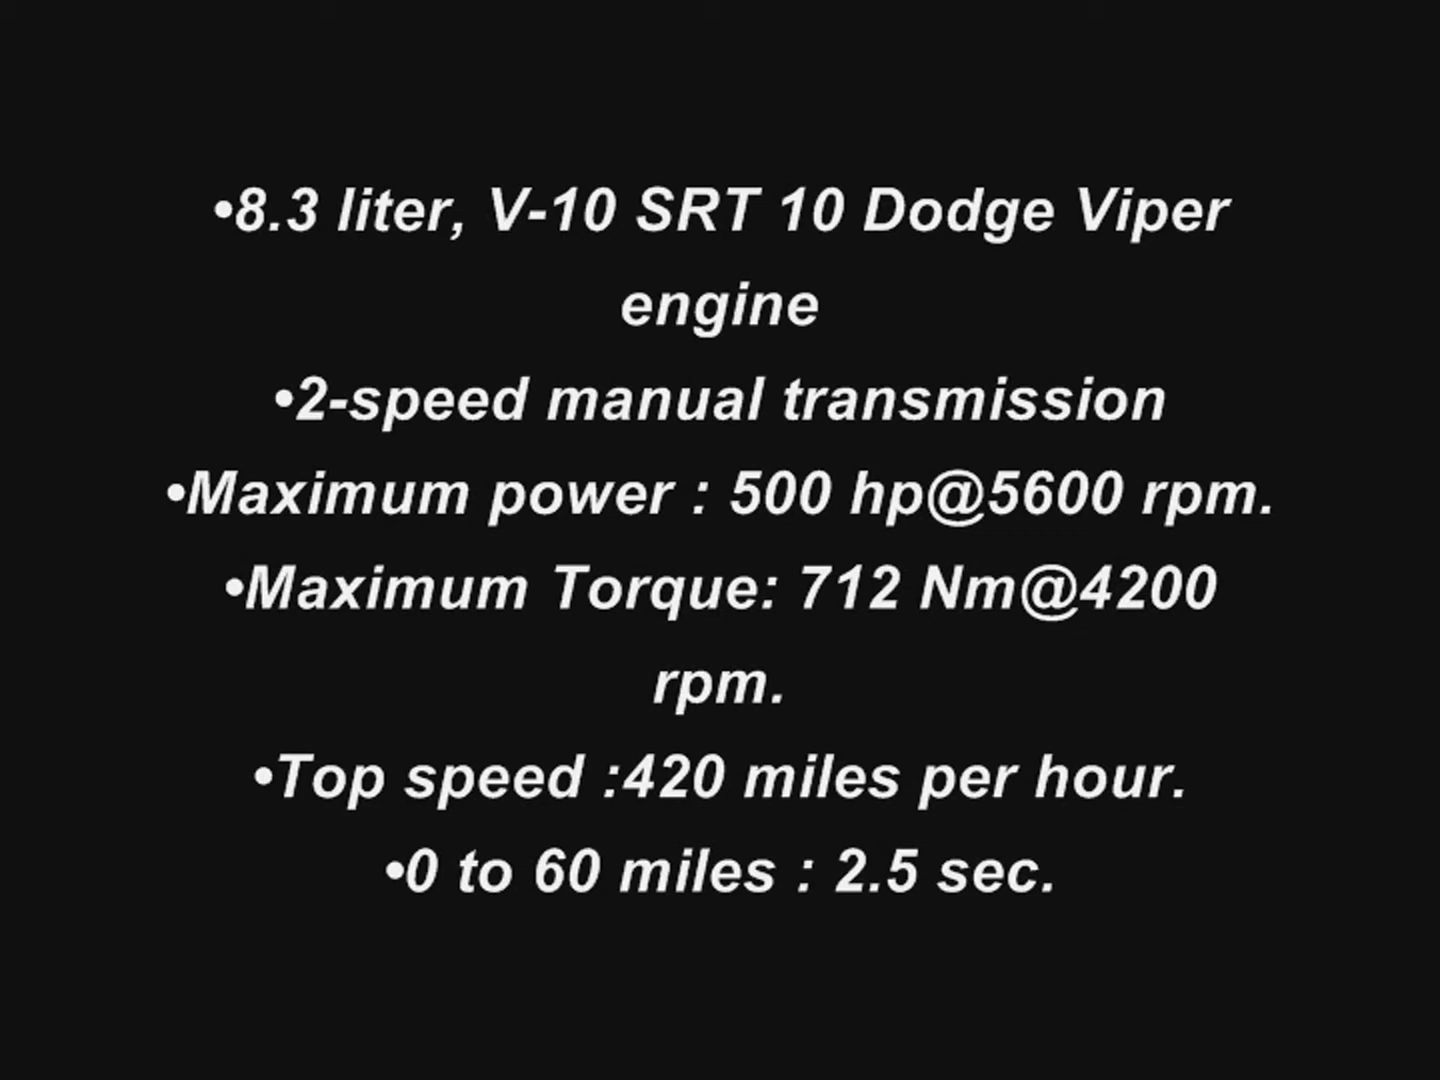 •8.3 liter, V-10 SRT 10 Dodge Viper
engine
•2-speed manual transmission
•Maximum power : 500 hp@5600 rpm.
•Maximum Torque: 712 Nm@4200
rpm.
•Top speed :420 miles per hour.
•0 to 60 miles : 2.5 sec.